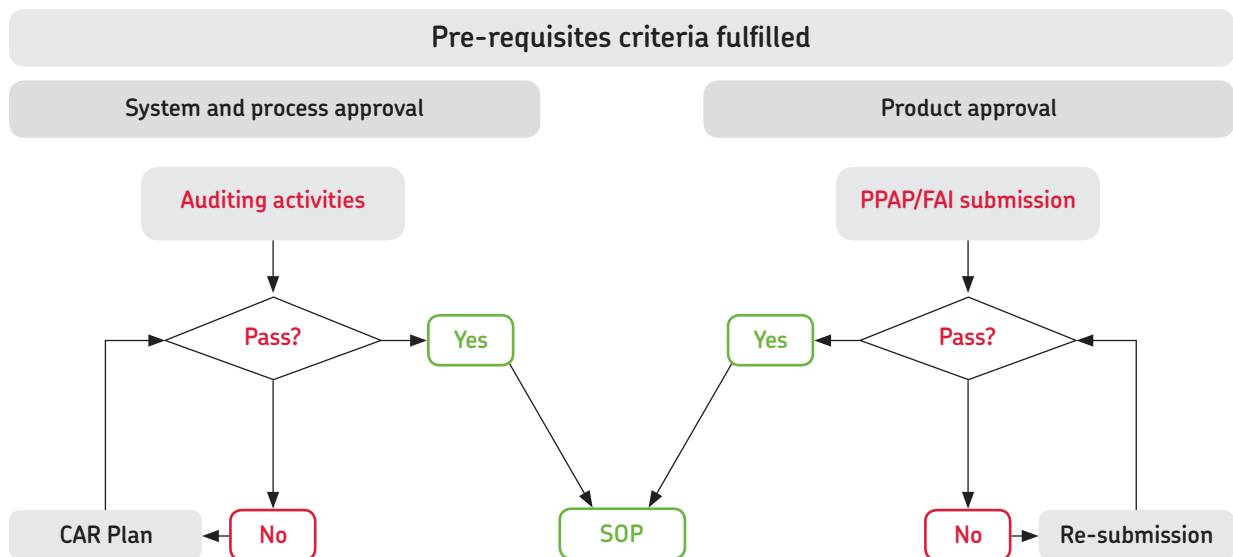 Pre-requisites criteria fulfilled
System and process approval
Product approval
Auditing activities
PPAP/FAI submission
Pass?
Yes
Yes
Pass?
CAR Plan
No
SOP
No
Re-submission